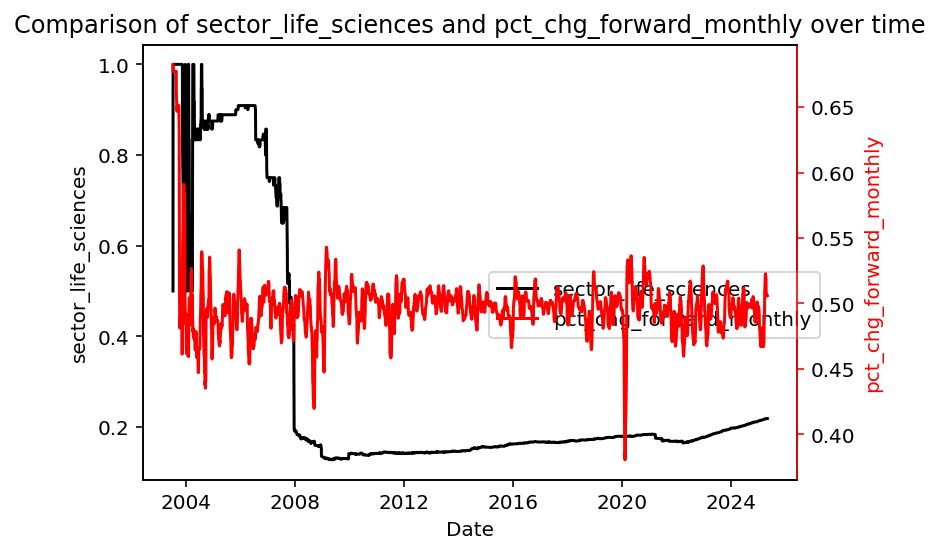 Comparison of sector_life_sciences and pct_chg_forward_monthly over time
1.0
0.8
0.6
0.4
0.2
sector_life_sciences
0.65
0.60
0.55
0.50
0.45
0.40
pct_chg_forward_monthly
sector_life_sciences
pct_chg_forward_monthly
2004 2008 2012 2016 2020 2024
Date